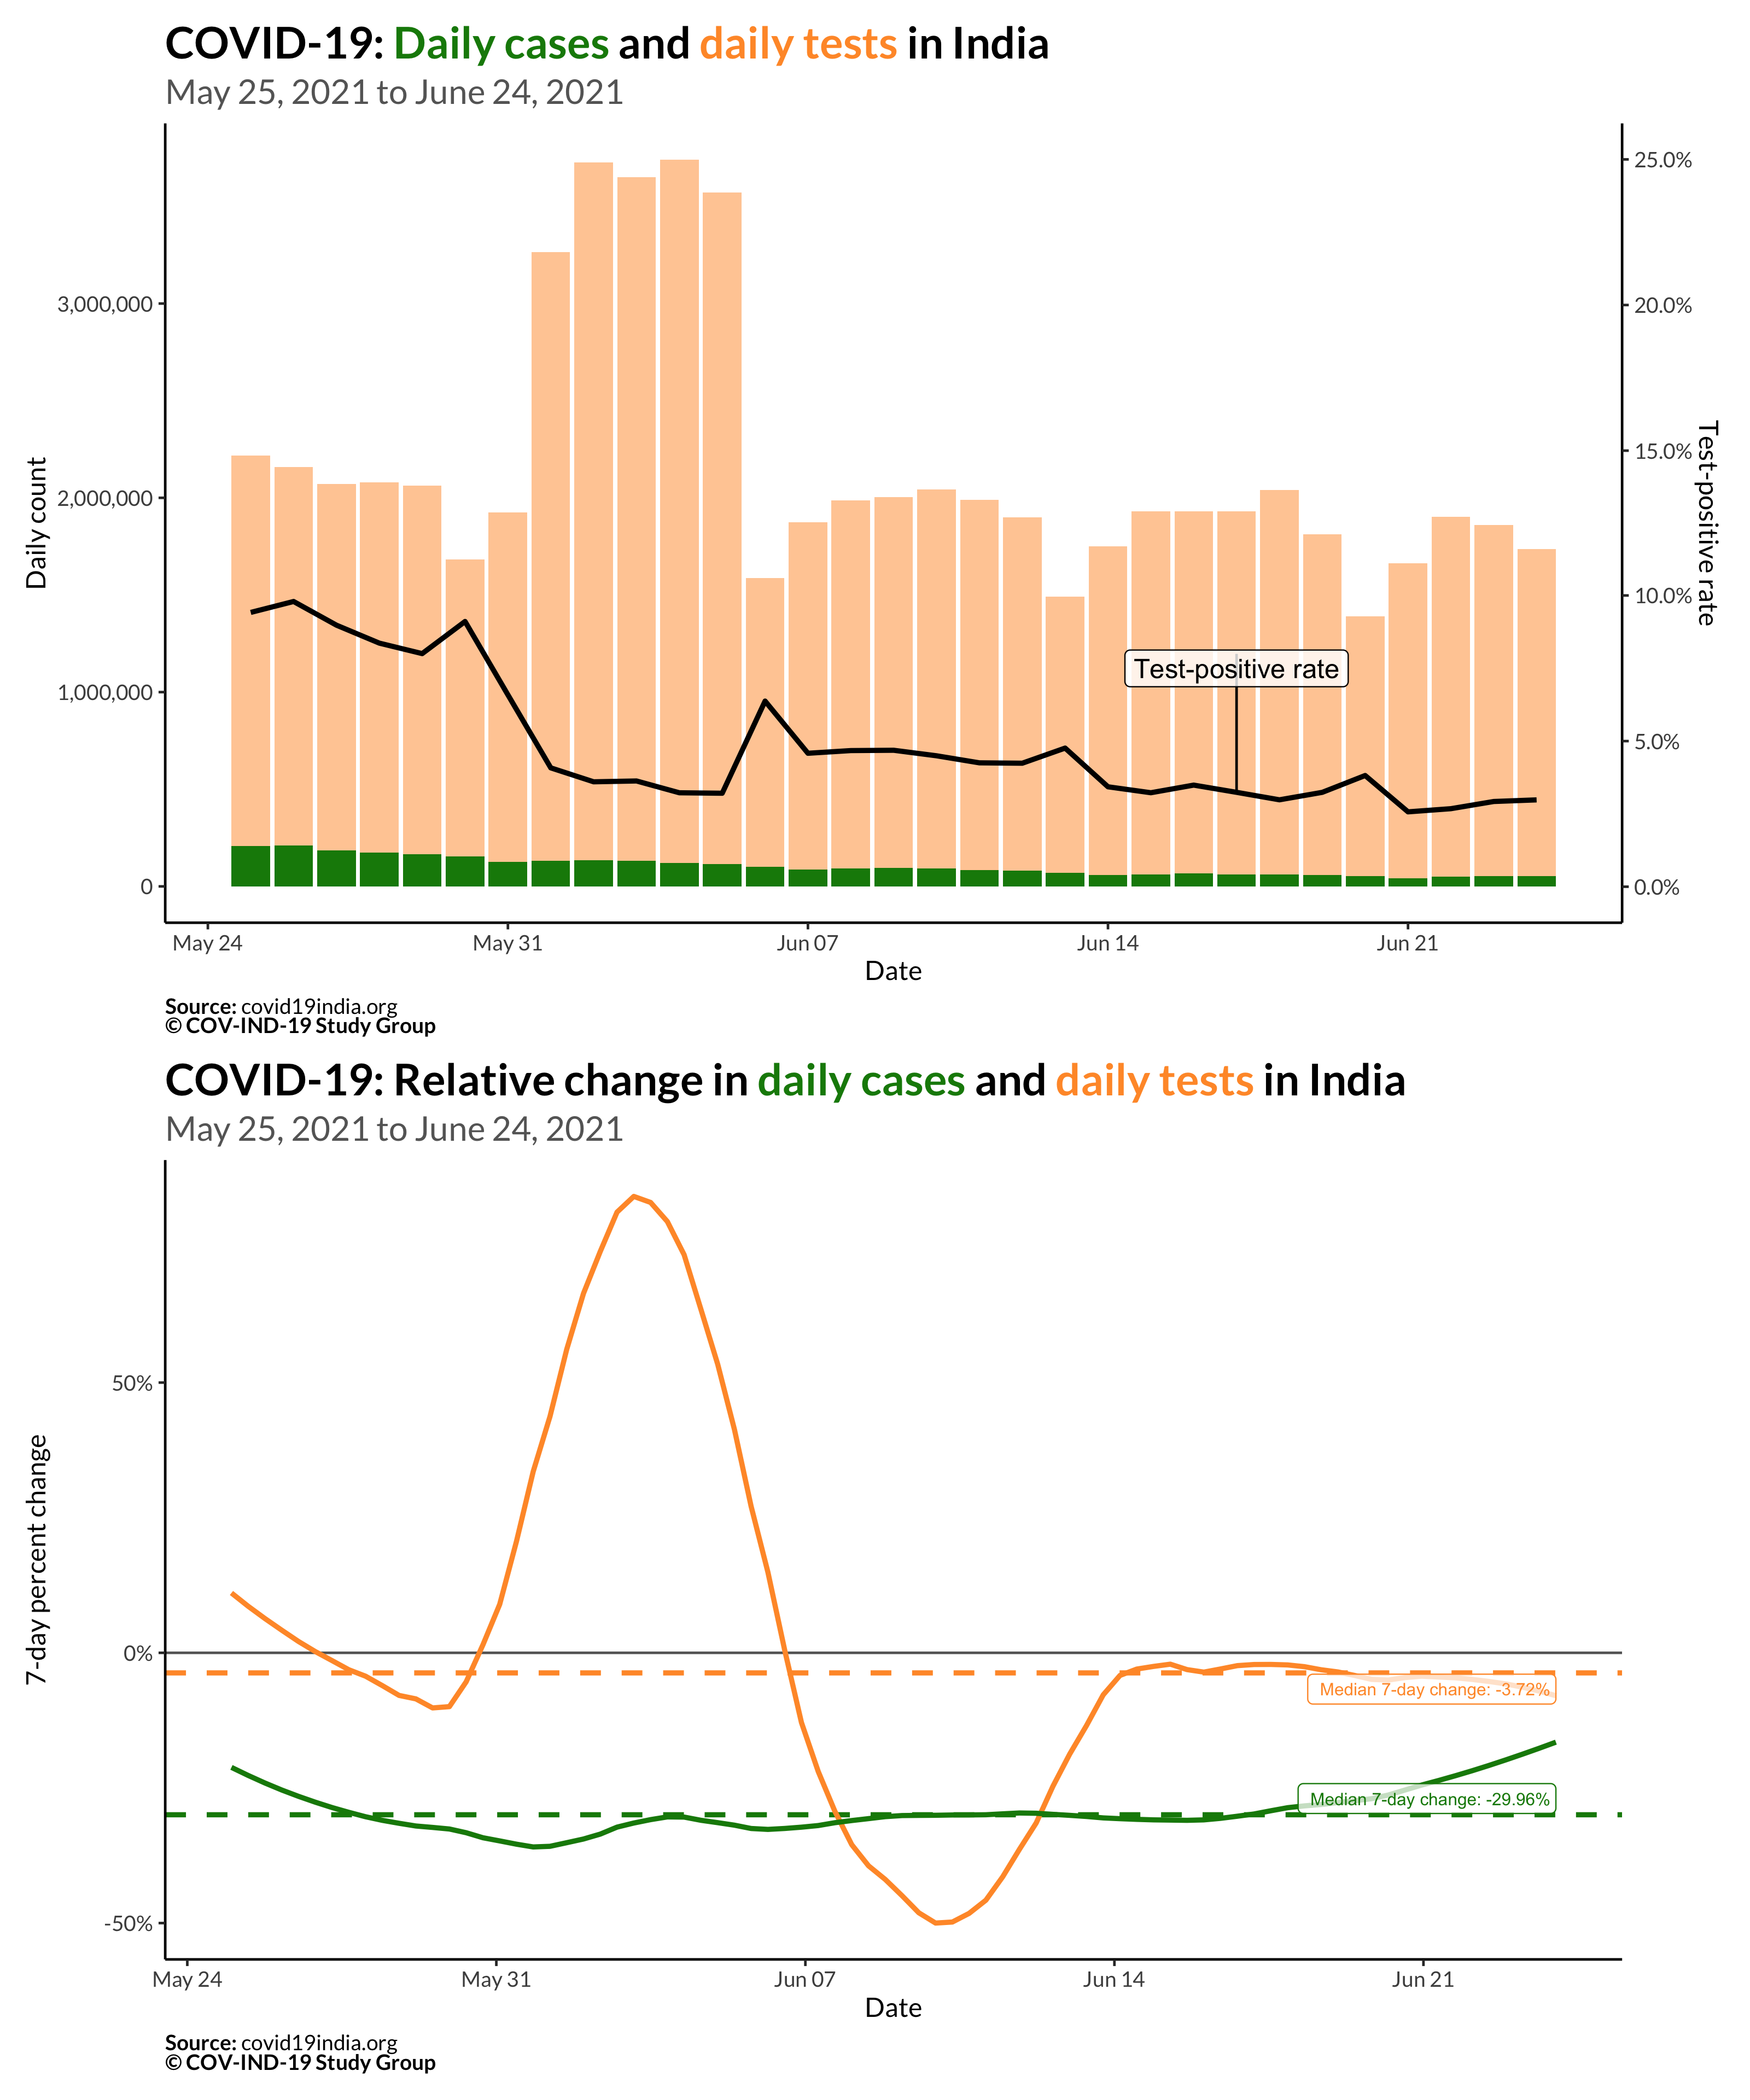 COVID-19: Daily cases and daily tests in India
May 25, 2021 to June 24, 2021
Daily count
3,000,000
2,000,000
1,000,000
0
25.0%
20.0%
15.0%
10.0%
5.0%
0.0%
Test-positive rate
Test-positive rate
May 24
May 31
Jun 07
Jun 14
Jun 21
Date
Source: covid19india.org
© COV-IND-19 Study Group
COVID-19: Relative change in daily cases and daily tests in India
May 25, 2021 to June 24, 2021
7-day percent change
50%
0%
-50%
Median 7-day change: -3.72%
Median 7-day change: -29.96%
May 24
May 31
Jun 07
Jun 14
Jun 21
Date
Source: covid19india.org
© COV-IND-19 Study Group